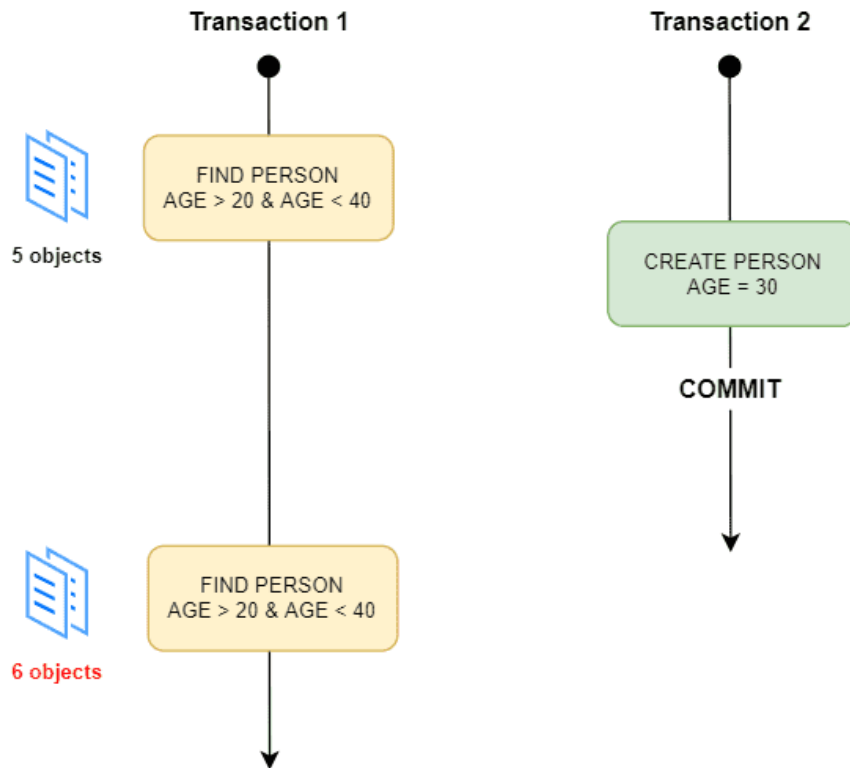 Transaction 1
Transaction 2
FIND PERSON
AGE > 20 & AGE < 40
5 objects
CREATE PERSON
AGE = 30
COMMIT
FIND PERSON
AGE > 20 & AGE < 40
6 objects